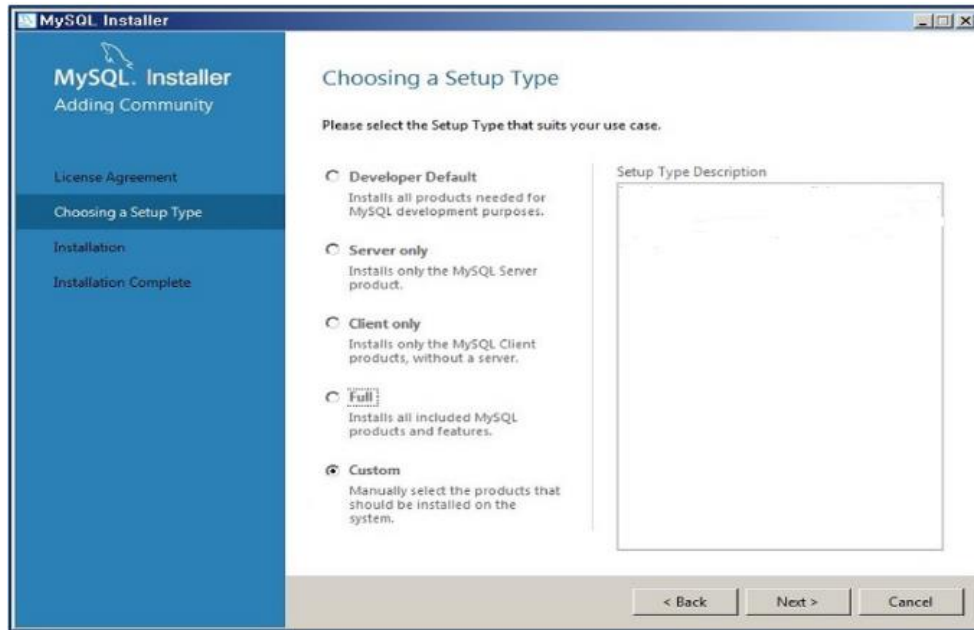 MySQL Installer
MySQL. Installer
Adding Community
License Agreement
Choosing a Setup Type
Installation
Installation Complete
Choosing a Setup Type
Please select the Setup Type that suits your use case.
Developer Default
Installs all products needed for
MySQL development purposes.
Server only
Installs only the MySQL Server
product.
Client only
Installs only the MySQL Client
products, without a server.
Full
Installs all included MySQL
products and features.
Custom
Manually select the products that
should be installed on the
system.
Setup Type Description
< Back
Next >
Cancel